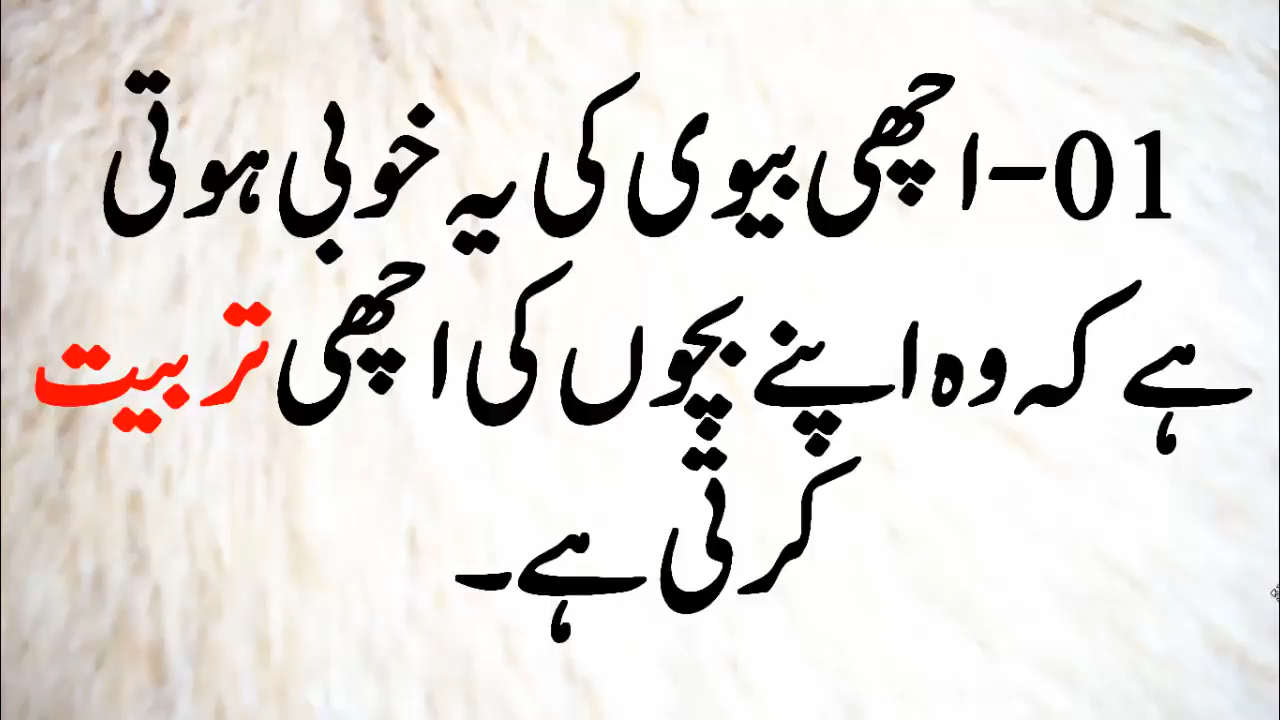 01-اچھی بیوی کی یہ خوبی ہوتی
ہے کہ وہ اپنے بچوں کی اچھی تربیت
کرتی ہے۔